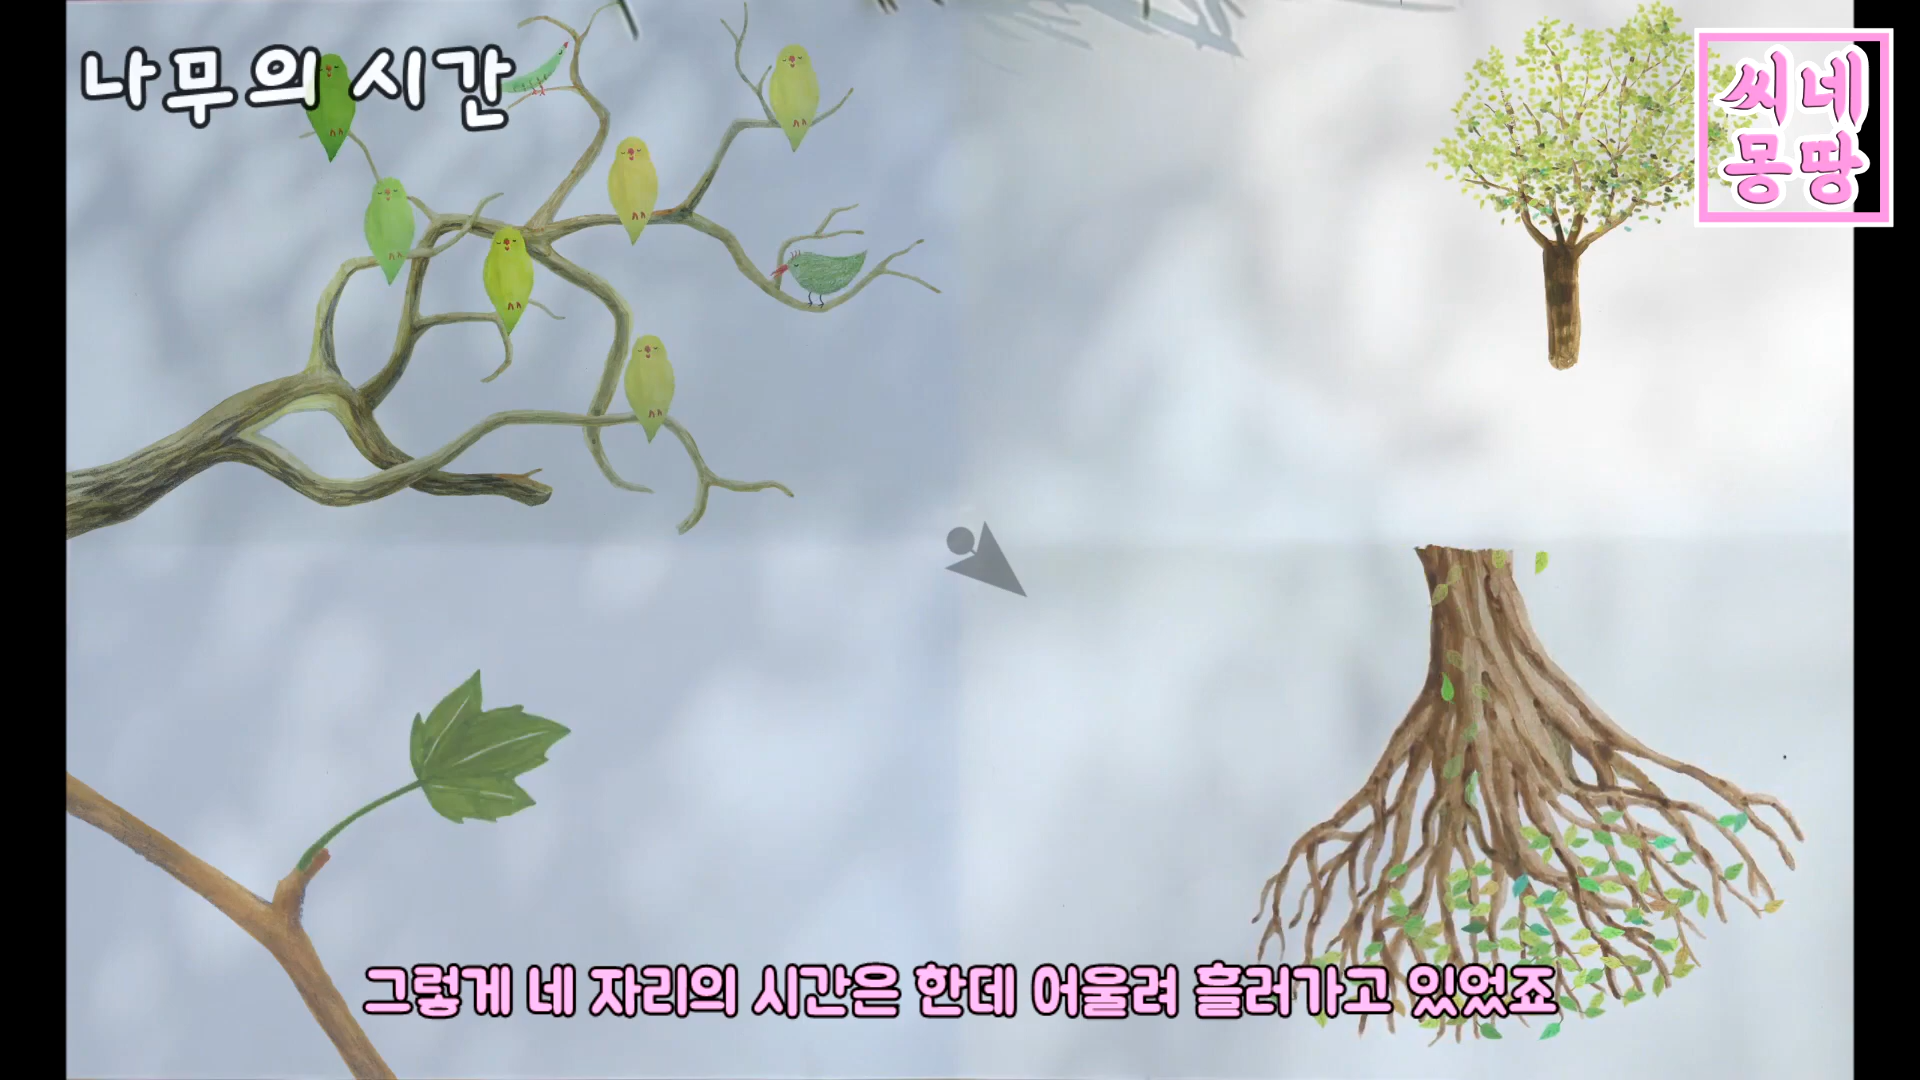 나무의 시간
씨네
몽땅
그렇게 네 자리의 시간은 한데 어울려 흘러가고 있었죠